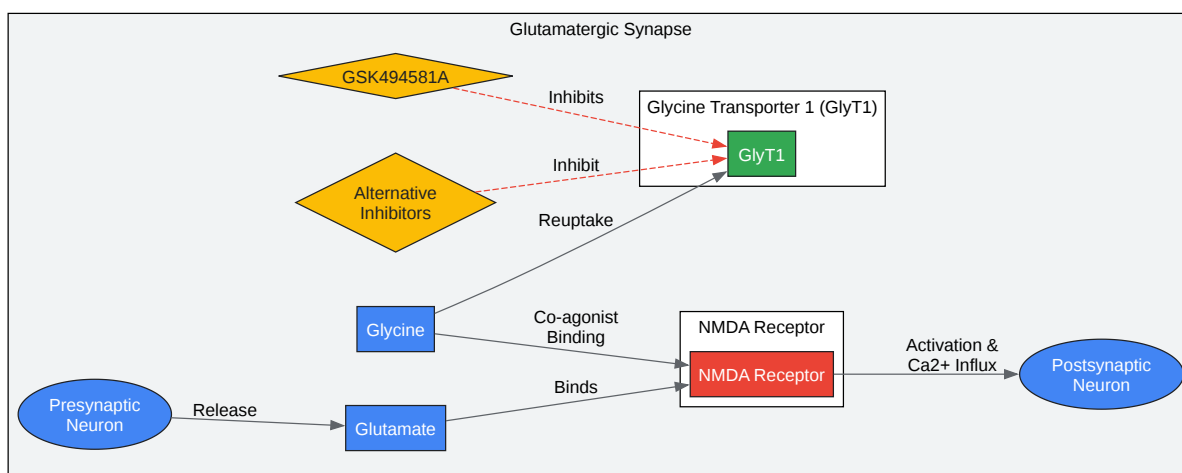 Glutamatergic Synapse
GSK494581A
Inhibits
Glycine Transporter 1 (GlyT1)
GlyT1
Inhibit
Alternative
Inhibitors
Reuptake
Glycine
Co-agonist
Binding
NMDA Receptor
NMDA Receptor
Activation &
Ca2+ Influx
Postsynaptic
Neuron
Binds
Presynaptic
Neuron
Release
Glutamate